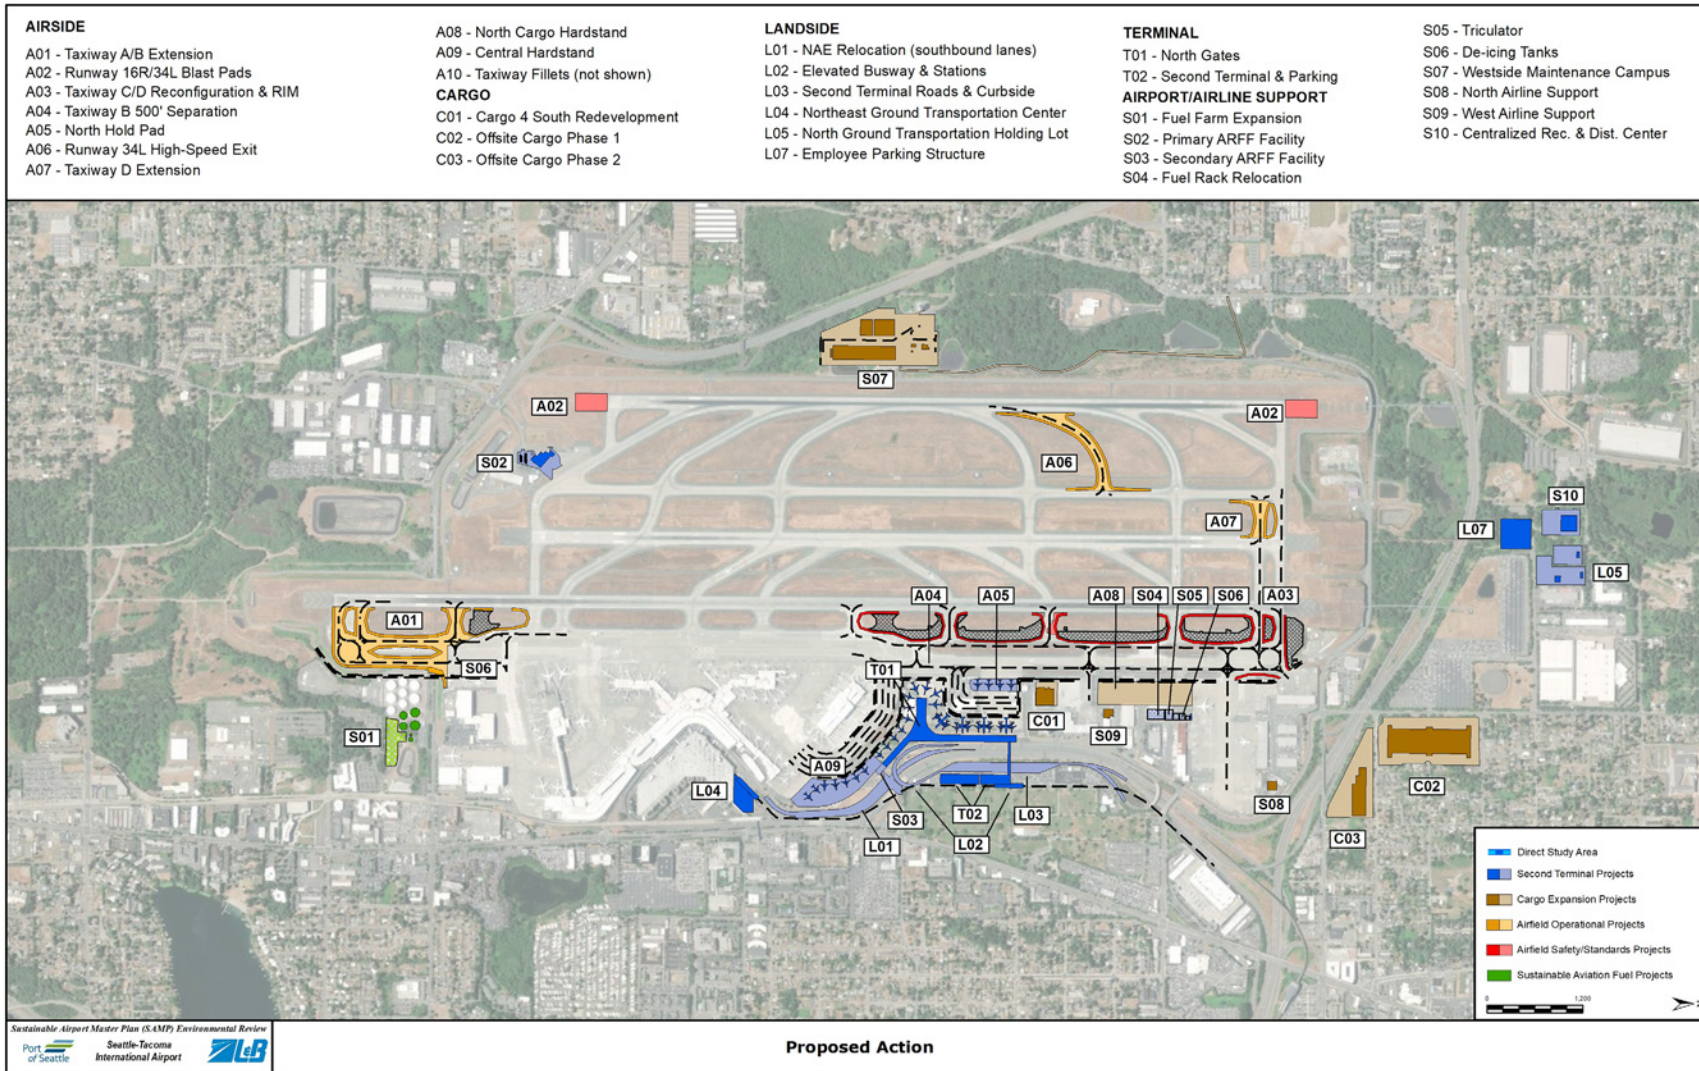 AIRSIDE
A01 - Taxiway A/B Extension
A02 - Runway 16R/34L Blast Pads
A03 - Taxiway C/D Reconfiguration & RIM
A04 - Taxiway B 500' Separation
A05 - North Hold Pad
A06 - Runway 34L High-Speed Exit
A07 - Taxiway D Extension
A08 - North Cargo Hardstand
A09 - Central Hardstand
A10 - Taxiway Fillets (not shown)
CARGO
C01 - Cargo 4 South Redevelopment
C02 - Offsite Cargo Phase 1
C03 - Offsite Cargo Phase 2
LANDSIDE
L01 - NAE Relocation (southbound lanes)
L02 - Elevated Busway & Stations
L03 - Second Terminal Roads & Curbside
L04 - Northeast Ground Transportation Center
L05 - North Ground Transportation Holding Lot
L07 - Employee Parking Structure
TERMINAL
T01 - North Gates
T02 - Second Terminal & Parking
AIRPORT/AIRLINE SUPPORT
S01 - Fuel Farm Expansion
S02 - Primary ARFF Facility
S03 - Secondary ARFF Facility
S04 - Fuel Rack Relocation
S05 - Triculator
S06 - De-icing Tanks
S07 - Westside Maintenance Campus
S08 - North Airline Support
S09 - West Airline Support
S10 - Centralized Rec. & Dist. Center
S07
A02
A02
S02
A06
S10
A07
L07
L05
A04
A05
A08
S04
S05
S06
A03
A01
S06
T01
C01
S09
S01
A09
C02
L04
S08
S03
T02
L03
C03
L01
L02
Direct Study Area
Second Terminal Projects
Cargo Expansion Projects
Airfield Operational Projects
Airfield Safety/Standards Projects
Sustainable Aviation Fuel Projects
0 1,200
Sustainable Airport Master Plan (SAMP) Environmental Review
Port of Seattle
Seattle-Tacoma
International Airport
L&B
Proposed Action